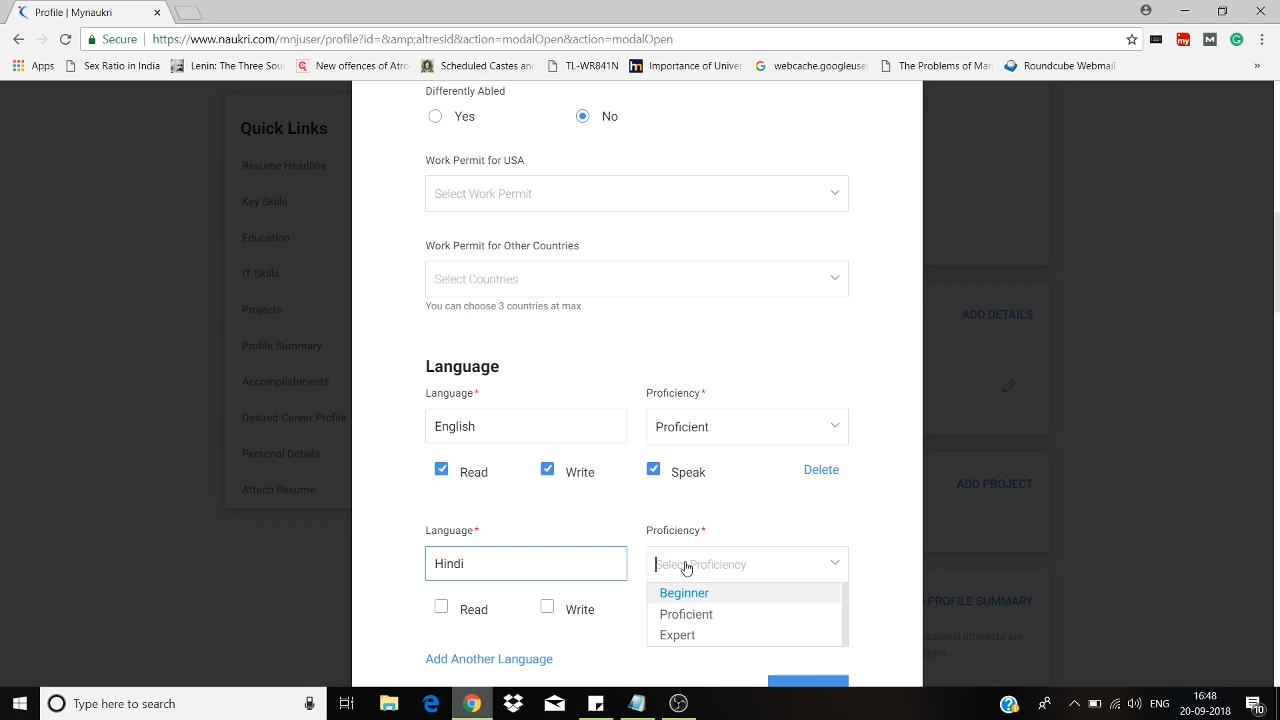 Profile | Mynaukri
Secure https://www.naukri.com/mnjuser/profile?id=&amp;altresid&action=modalOpen&action=modalOpen
Apps Sex Ratio in India Lenin: The Three Sou New offences of Atro Scheduled Castes an TL-WR841N Importance of Univer webcache.googleuse The Problems of Mar Roundcube Webmail »
Quick Links
Resume Headline
Key Skills
Education
IT Skills
Projects
Profile Summary
Accomplishments
Desired Career Profile
Personal Details
Attach Resume
Differently Abled
Yes No
Work Permit for USA
Select Work Permit
Work Permit for Other Countries
Select Countries
You can choose 3 countries at max
Language
Language* Proficiency*
English Proficient
Read Write Speak Delete
Language* Proficiency*
Hindi Select Proficiency
Beginner
Proficient
Expert
Read Write
Add Another Language
ADD DETAILS
ADD PROJECT
PROFILE SUMMARY
essional interests are.
cters.
Type here to search
ENG
16:48
20-09-2018